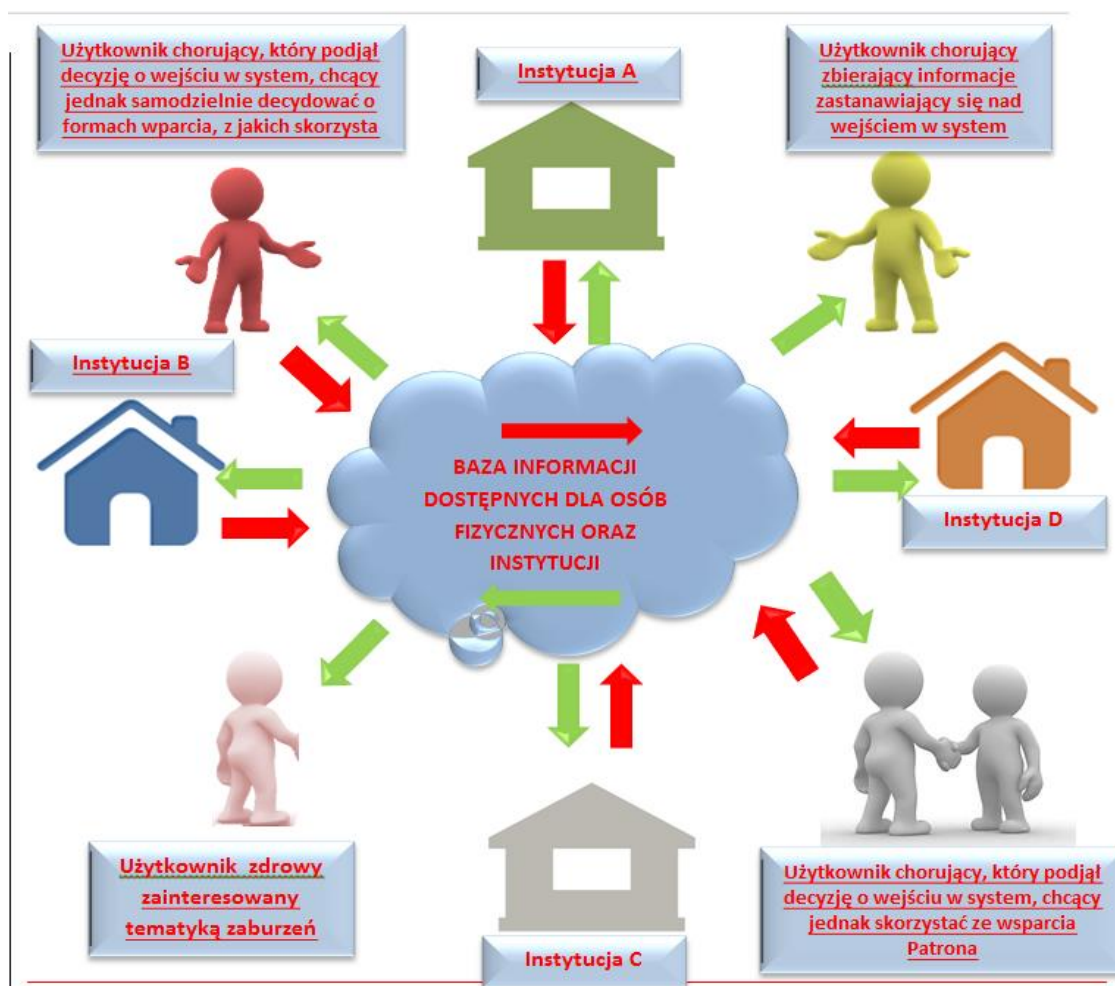 Użytkownik chorujący, który podjął
decyzję o wejściu w system, chcący
jednak samodzielnie decydować o
formach wparcia, z jakich skorzysta
Instytucja A
Użytkownik chorujący
zbierający informacje
zastanawiający się nad
wejściem w system
Instytucja B
BAZA INFORMACJI
DOSTĘPNYCH DLA OSÓB
FIZYCZNYCH ORAZ
INSTYTUCJI
Instytucja D
Użytkownik zdrowy
zainteresowany
tematyką zaburzeń
Instytucja C
Użytkownik chorujący, który podjął
decyzję o wejściu w system, chcący
jednak skorzystać ze wsparcia
Patrona